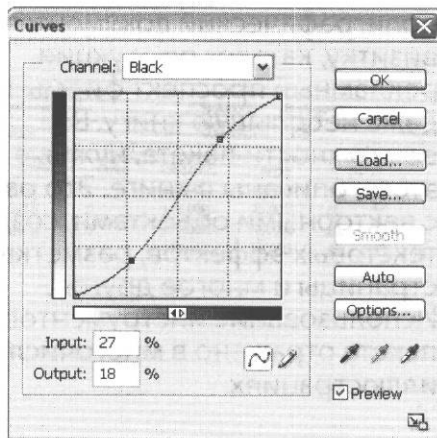 Curves
Channel: Black
OK
Cancel
Load...
Save...
Smooth
Auto
Options...
Input: 27 %
Output: 18 %
Preview